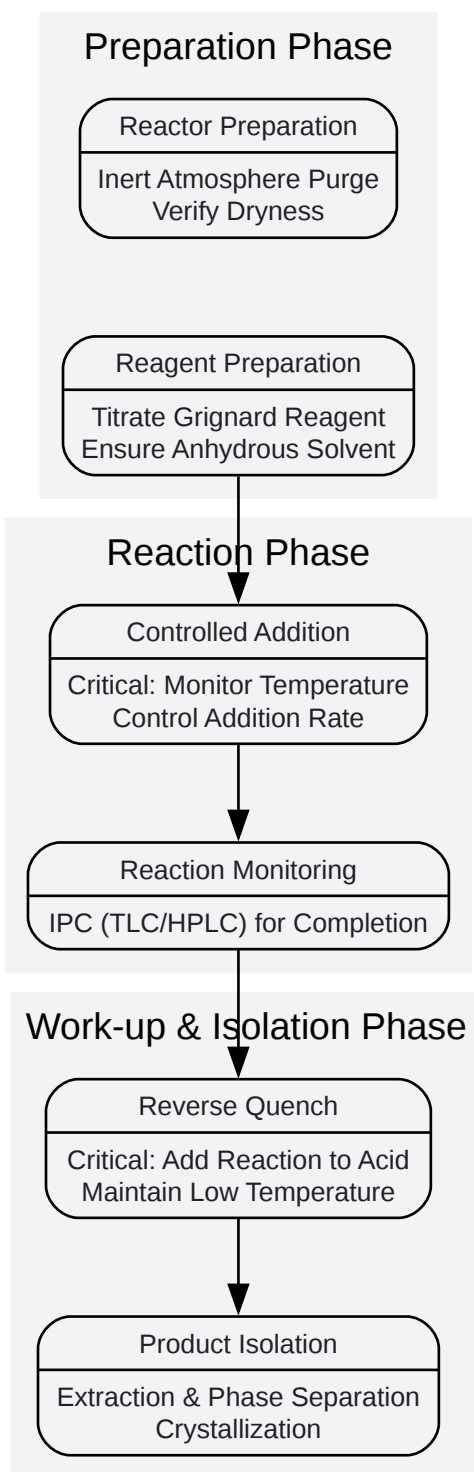 Preparation Phase
Reactor Preparation
Inert Atmosphere Purge
Verify Dryness
Reagent Preparation
Titrate Grignard Reagent
Ensure Anhydrous Solvent
Reaction Phase
Controlled Addition
Critical: Monitor Temperature
Control Addition Rate
Reaction Monitoring
IPC (TLC/HPLC) for Completion
Work-up & Isolation Phase
Reverse Quench
Critical: Add Reaction to Acid
Maintain Low Temperature
Product Isolation
Extraction & Phase Separation
Crystallization